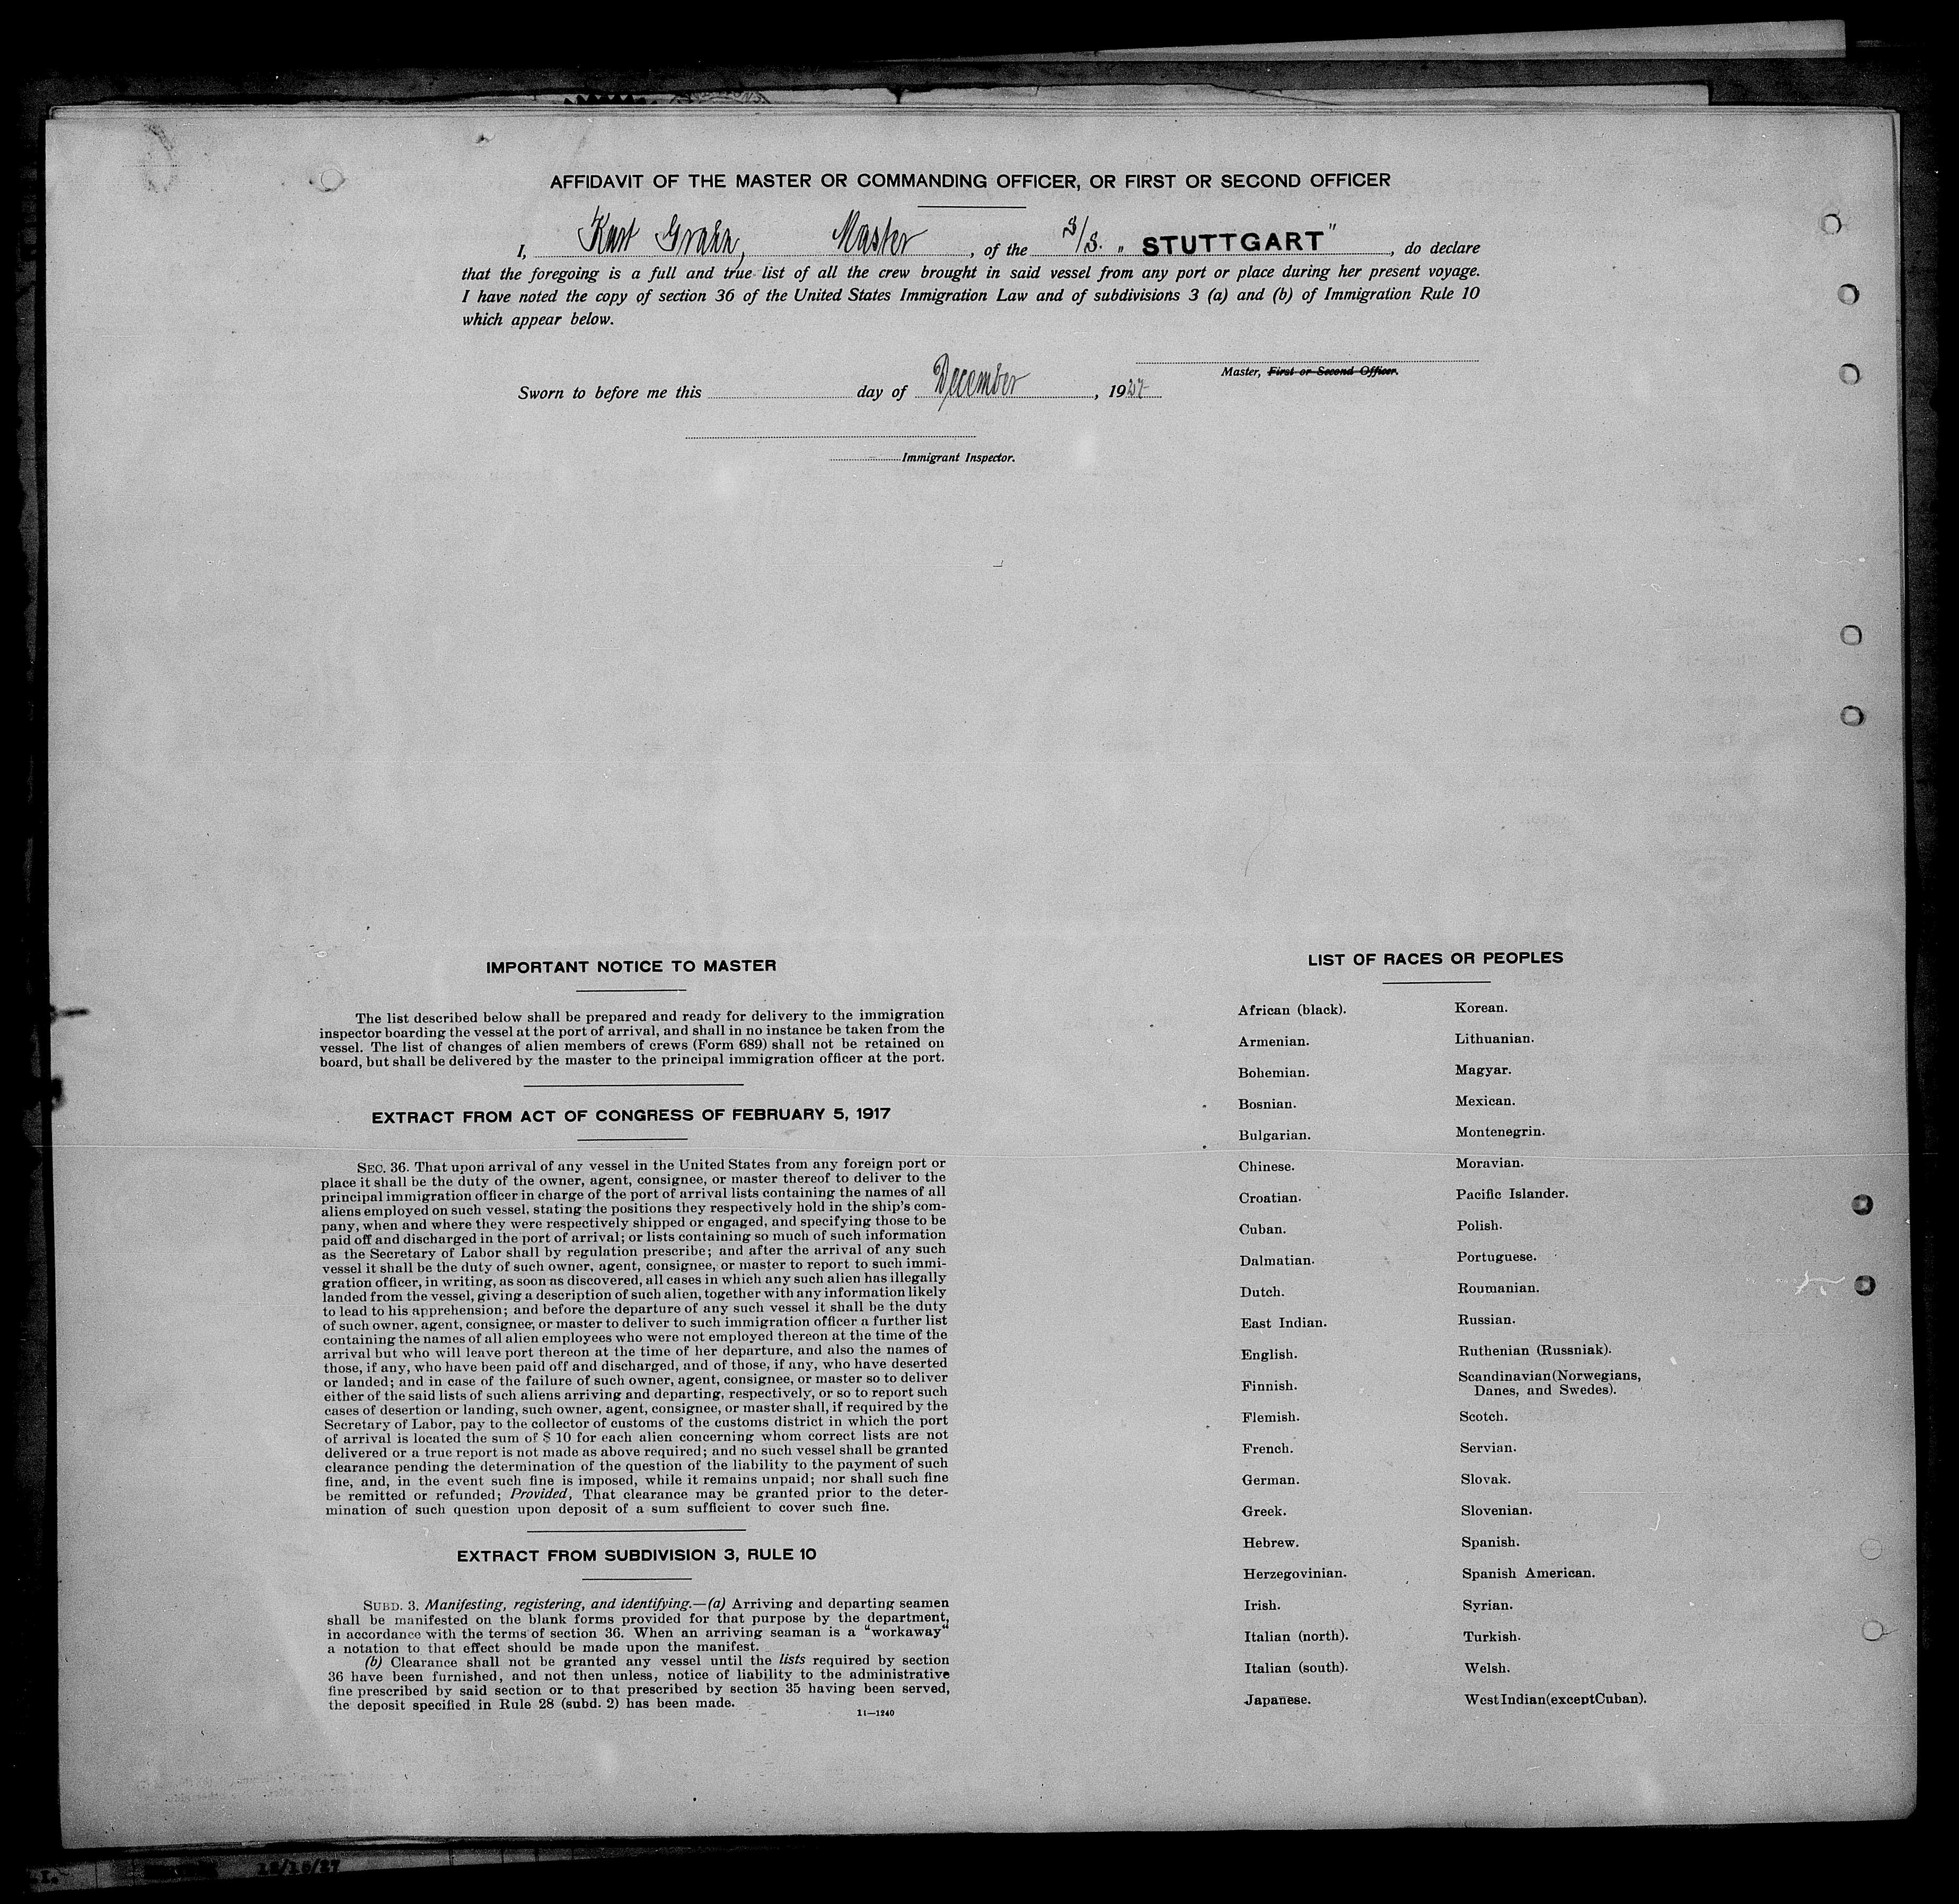 AFFIDAVIT OF THE MASTER OR COMMANDING OFFICER, OR FIRST OR SECOND OFFICER
I, Kurt Grahn, Master, of the S/S. „ STUTTGART", do declare
that the foregoing is a full and true list of all the crew brought in said vessel from any port or place during her present voyage.
I have noted the copy of section 36 of the United States Immigration Law and of subdivisions 3 (a) and (b) of Immigration Rule 10
which appear below.
Master, First or Second Officer.
Sworn to before me this day of December, 1927
Immigrant Inspector.
IMPORTANT NOTICE TO MASTER
The list described below shall be prepared and ready for delivery to the immigration
inspector boarding the vessel at the port of arrival, and shall in no instance be taken from the
vessel. The list of changes of alien members of crews (Form 689) shall not be retained on
board, but shall be delivered by the master to the principal immigration officer at the port.
EXTRACT FROM ACT OF CONGRESS OF FEBRUARY 5, 1917
SEC. 36. That upon arrival of any vessel in the United States from any foreign port or
place it shall be the duty of the owner, agent, consignee, or master thereof to deliver to the
principal immigration officer in charge of the port of arrival lists containing the names of all
aliens employed on such vessel, stating the positions they respectively hold in the ship's com-
pany, when and where they were respectively shipped or engaged, and specifying those to be
paid off and discharged in the port of arrival; or lists containing so much of such information
as the Secretary of Labor shall by regulation prescribe; and after the arrival of any such
vessel it shall be the duty of such owner, agent, consignee, or master to report to such immi-
gration officer, in writing, as soon as discovered, all cases in which any such alien has illegally
landed from the vessel, giving a description of such alien, together with any information likely
to lead to his apprehension; and before the departure of any such vessel it shall be the duty
of such owner, agent, consignee, or master to deliver to such immigration officer a further list
containing the names of all alien employees who were not employed thereon at the time of the
arrival but who will leave port thereon at the time of her departure, and also the names of
those, if any, who have been paid off and discharged, and of those, if any, who have deserted
or landed; and in case of the failure of such owner, agent, consignee, or master so to deliver
either of the said lists of such aliens arriving and departing, respectively, or so to report such
cases of desertion or landing, such owner, agent, consignee, or master shall, if required by the
Secretary of Labor, pay to the collector of customs of the customs district in which the port
of arrival is located the sum of $ 10 for each alien concerning whom correct lists are not
delivered or a true report is not made as above required; and no such vessel shall be granted
clearance pending the determination of the question of the liability to the payment of such
fine, and, in the event such fine is imposed, while it remains unpaid; nor shall such fine
be remitted or refunded; Provided, That clearance may be granted prior to the deter-
mination of such question upon deposit of a sum sufficient to cover such fine.
EXTRACT FROM SUBDIVISION 3, RULE 10
SUBD. 3. Manifesting, registering, and identifying.—(a) Arriving and departing seamen
shall be manifested on the blank forms provided for that purpose by the department,
in accordance with the terms of section 36. When an arriving seaman is a "workaway"
a notation to that effect should be made upon the manifest.
(b) Clearance shall not be granted any vessel until the lists required by section
36 have been furnished, and not then unless, notice of liability to the administrative
fine prescribed by said section or to that prescribed by section 35 having been served,
the deposit specified in Rule 28 (subd. 2) has been made.
11—1240
LIST OF RACES OR PEOPLES
African (black).
Armenian.
Bohemian.
Bosnian.
Bulgarian.
Chinese.
Croatian.
Cuban.
Dalmatian.
Dutch.
East Indian.
English.
Finnish.
Flemish.
French.
German.
Greek.
Hebrew.
Herzegovinian.
Irish.
Italian (north).
Italian (south).
Japanese.
Korean.
Lithuanian.
Magyar.
Mexican.
Montenegrin.
Moravian.
Pacific Islander.
Polish.
Portuguese.
Roumanian.
Russian.
Ruthenian (Russniak).
Scandinavian (Norwegians,
Danes, and Swedes).
Scotch.
Servian.
Slovak.
Slovenian.
Spanish.
Spanish American.
Syrian.
Turkish.
Welsh.
West Indian (except Cuban).